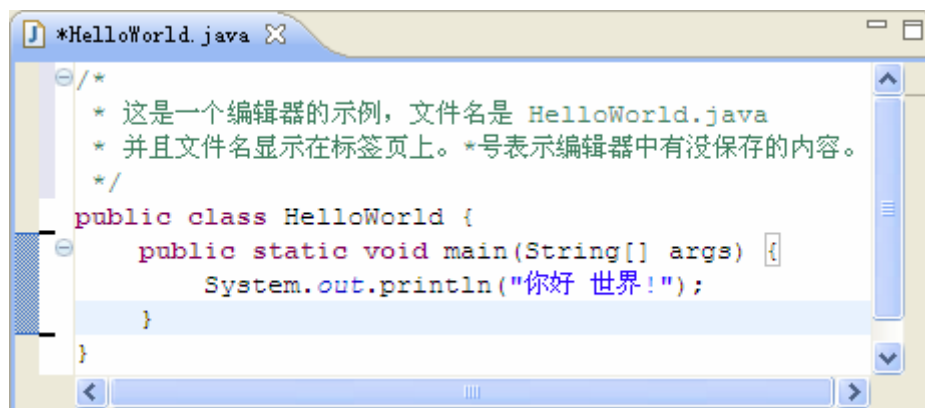 *HelloWorld.java
/*
 * 这是一个编辑器的示例，文件名是 HelloWorld.java
 * 并且文件名显示在标签页上。*号表示编辑器中有没保存的内容。
 */
public class HelloWorld {
    public static void main(String[] args) {
        System.out.println("你好 世界!");
    }
}